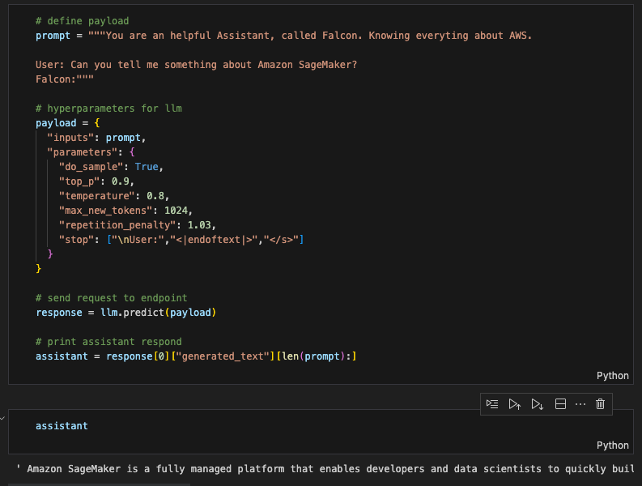 # define payload
prompt = """You are an helpful Assistant, called Falcon. Knowing everyting about AWS.
User: Can you tell me something about Amazon SageMaker?
Falcon:"""
# hyperparameters for llm
payload = {
"inputs": prompt,
"parameters": {
"do_sample": True,
"top_p": 0.9,
"temperature": 0.8,
"max_new_tokens": 1024,
"repetition_penalty": 1.03,
"stop": ["\nUser:","<|endoftext|>","</s>"]
}
}
# send request to endpoint
response = llm.predict(payload)
# print assistant respond
assistant = response[0]["generated_text"][len(prompt):]
Python
assistant
Python
' Amazon SageMaker is a fully managed platform that enables developers and data scientists to quickly buil